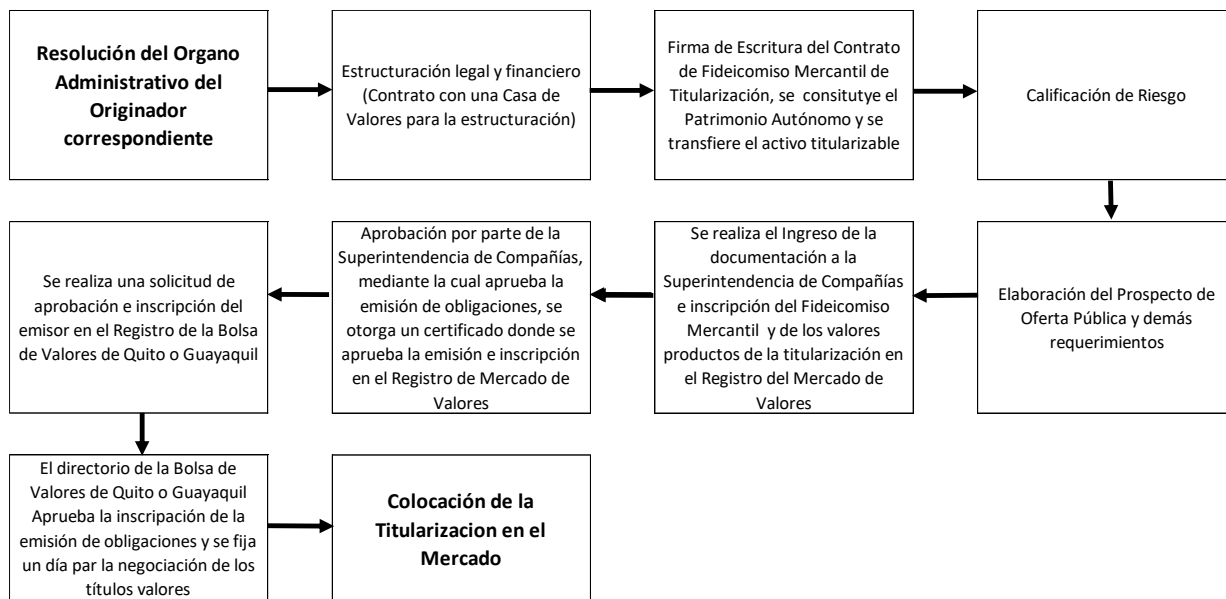 Resolución del Organo
Administrativo del
Originador
correspondiente
Estructuración legal y financiero
(Contrato con una Casa de
Valores para la estructuración)
Firma de Escritura del Contrato
de Fideicomiso Mercantil de
Titularización, se consitutye el
Patrimonio Autónomo y se
transfiere el activo titularizable
Calificación de Riesgo
Elaboración del Prospecto de
Oferta Pública y demás
requerimientos
Se realiza el Ingreso de la
documentación a la
Superintendencia de Compañías
e inscripción del Fideicomiso
Mercantil y de los valores
productos de la titularización en
el Registro del Mercado de
Valores
Aprobación por parte de la
Superintendencia de Compañías,
mediante la cual aprueba la
emisión de obligaciones, se
otorga un certificado donde se
aprueba la emisión e inscripción
en el Registro de Mercado de
Valores
Se realiza una solicitud de
aprobación e inscripción del
emisor en el Registro de la Bolsa
de Valores de Quito o Guayaquil
El directorio de la Bolsa de
Valores de Quito o Guayaquil
Aprueba la inscripación de la
emisión de obligaciones y se fija
un día par la negociación de los
títulos valores
Colocación de la
Titularizacion en el
Mercado